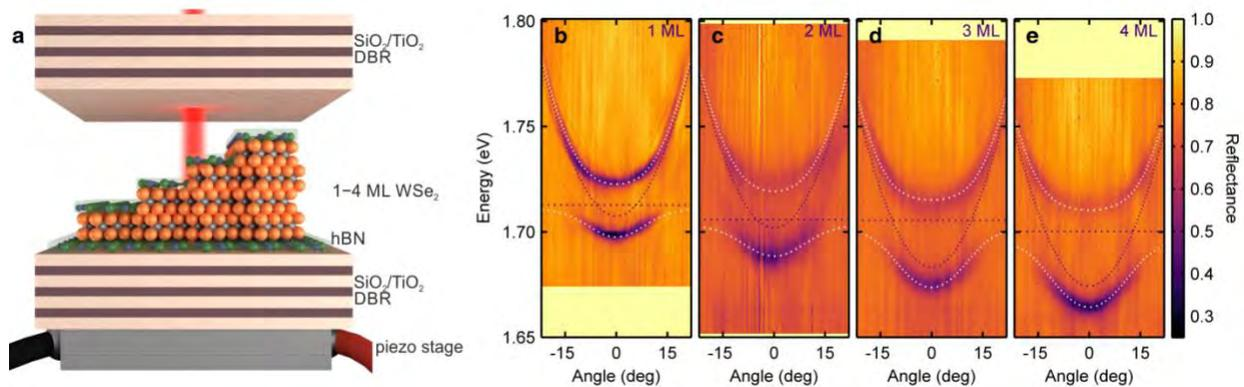 a
SiO₂/TiO₂
DBR
1–4 ML WSe₂
hBN
SiO₂/TiO₂
DBR
piezo stage
Energy (eV)
1.80
1.75
1.70
1.65
b 1 ML
-15 0 15
Angle (deg)
c 2 ML
-15 0 15
Angle (deg)
d 3 ML
-15 0 15
Angle (deg)
e 4 ML
-15 0 15
Angle (deg)
1.0
0.9
0.8
0.7
0.6
0.5
0.4
0.3
Reflectance